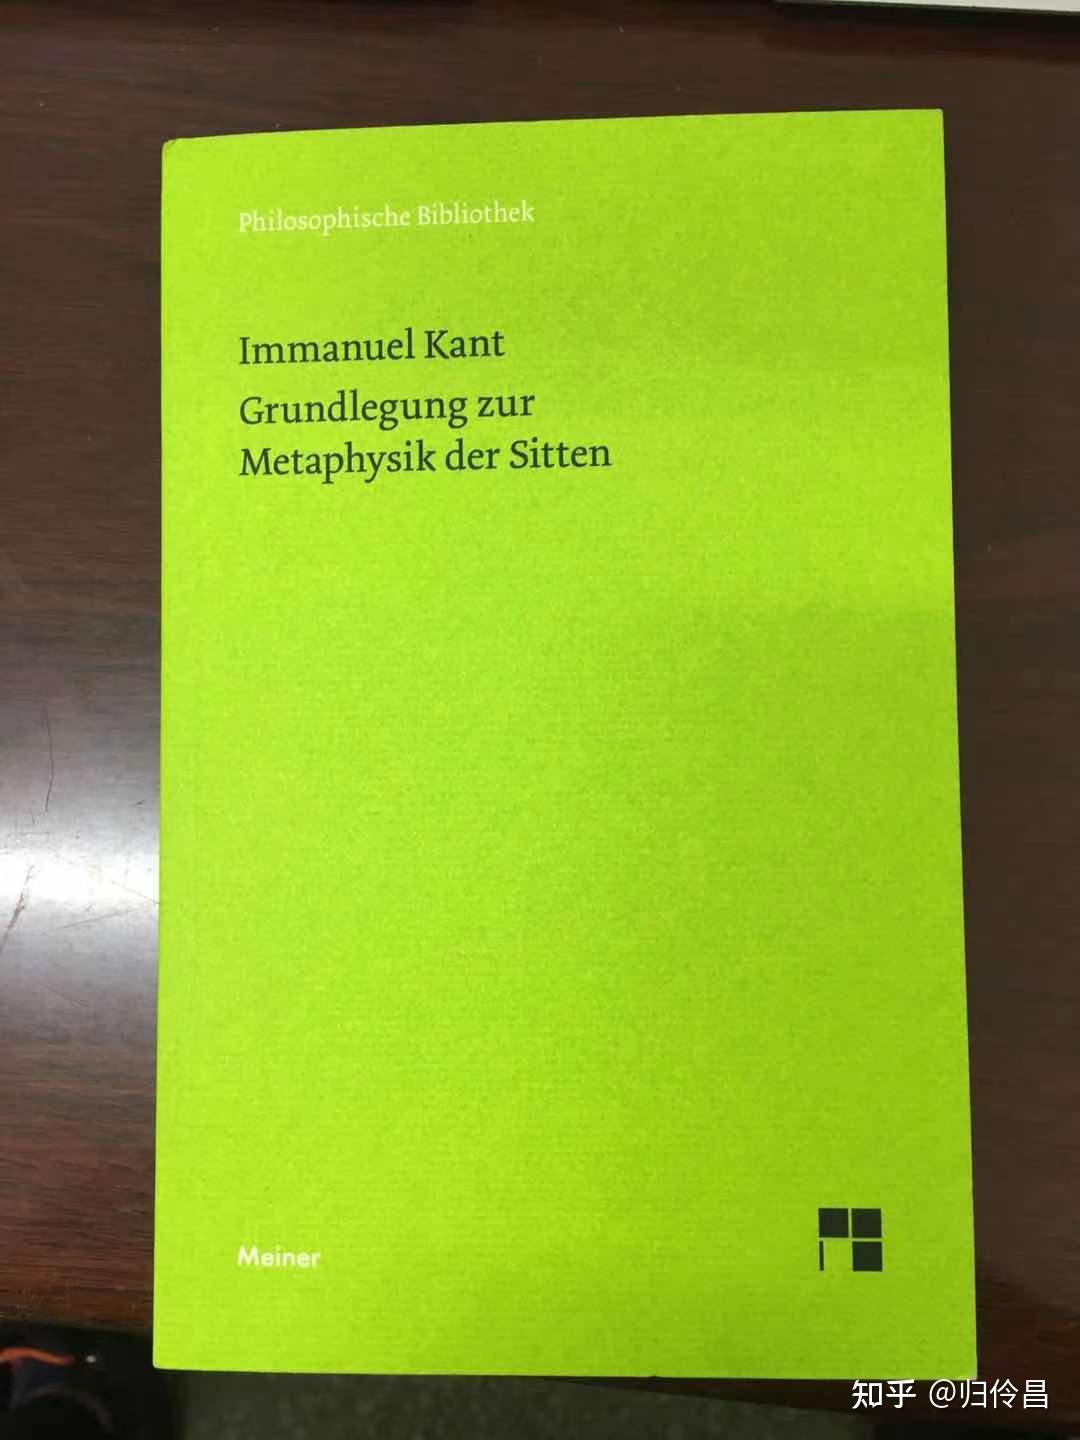 Philosophische Bibliothek
Immanuel Kant
Grundlegung zur
Metaphysik der Sitten
Meiner
知乎 @归伶昌